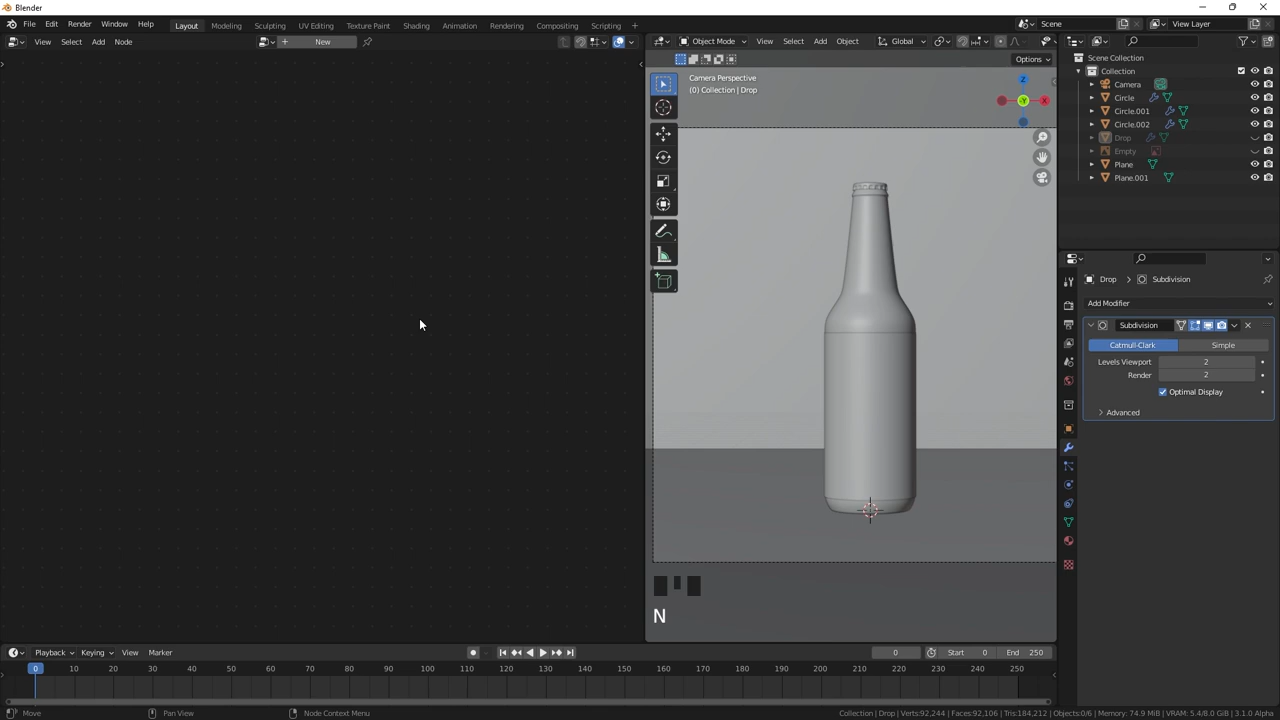 Blender
File Edit Render Window Help Layout Modeling Sculpting UV Editing Texture Paint Shading Animation Rendering Compositing Scripting + Scene View Layer
View Select Add Node + New Object Mode View Select Add Object Global
Options
Camera Perspective
(0) Collection | Drop
Z
-Y
X
Scene Collection
Collection
Camera
Circle
Circle.001
Circle.002
Drop
Empty
Plane
Plane.001
Drop > Subdivision
Add Modifier
Subdivision
Catmull-Clark Simple
Levels Viewport 2
Render 2
Optimal Display
Advanced
N
Playback Keying View Marker 0 Start 0 End 250
0 10 20 30 40 50 60 70 80 90 100 110 120 130 140 150 160 170 180 190 200 210 220 230 240 250
Move Pan View Node Context Menu Collection | Drop | Verts:92,244 | Faces:92,106 | Tris:184,212 | Objects:0/6 | Memory: 74.9 MiB | VRAM: 5.4/8.0 GiB | 3.1.0 Alpha